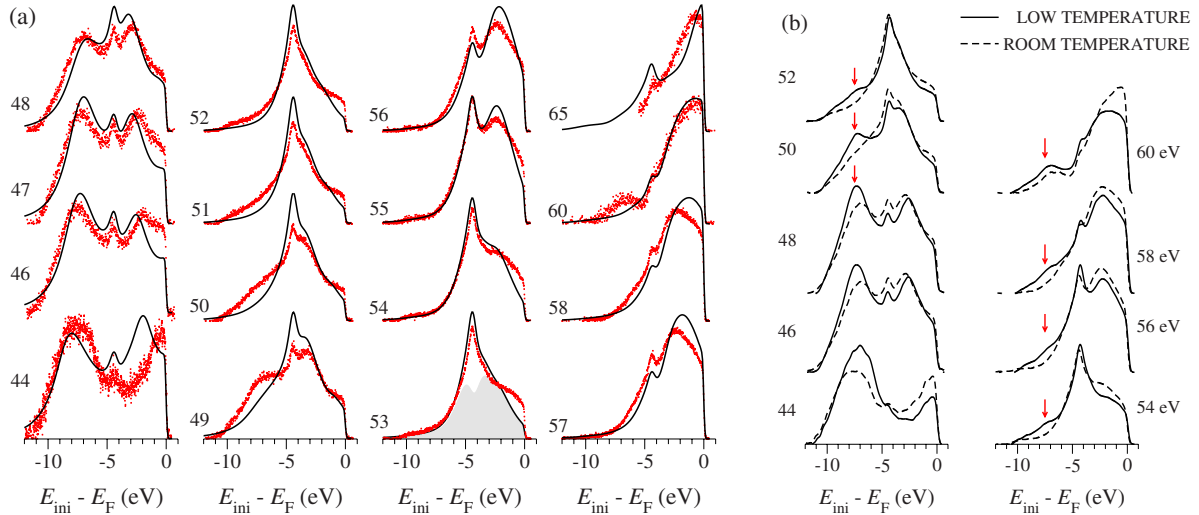 (a)
48
47
46
44
52
51
50
49
56
55
54
53
65
60
58
57
-10 -5 0
-10 -5 0
-10 -5 0
-10 -5 0
E_ini - E_F (eV)
E_ini - E_F (eV)
E_ini - E_F (eV)
E_ini - E_F (eV)
(b)
LOW TEMPERATURE
ROOM TEMPERATURE
52
50
48
46
44
60 eV
58 eV
56 eV
54 eV
-10 -5 0
-10 -5 0
E_ini - E_F (eV)
E_ini - E_F (eV)